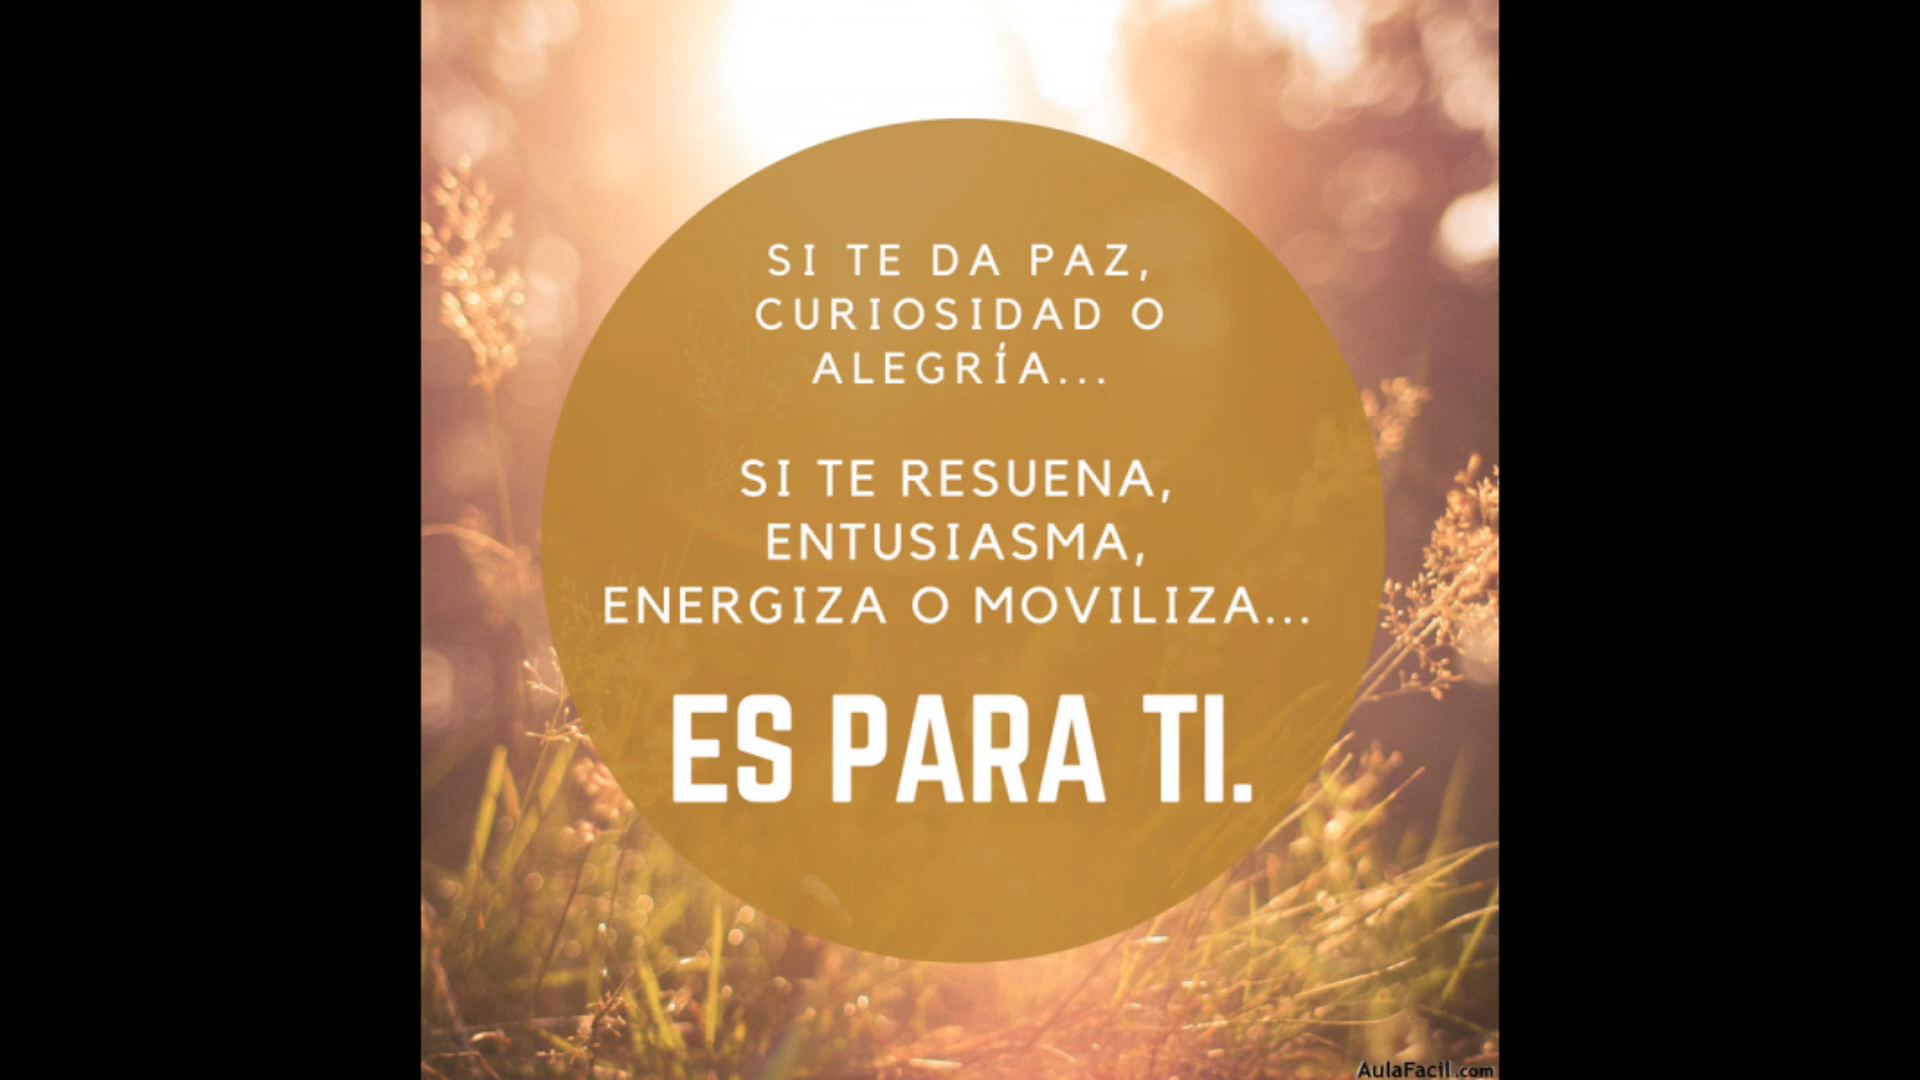 SI TE DA PAZ,
CURIOSIDAD O
ALEGRÍA...
SI TE RESUENA,
ENTUSIASMA,
ENERGIZA O MOVILIZA...
ES PARA TI.
AulaFacil.com